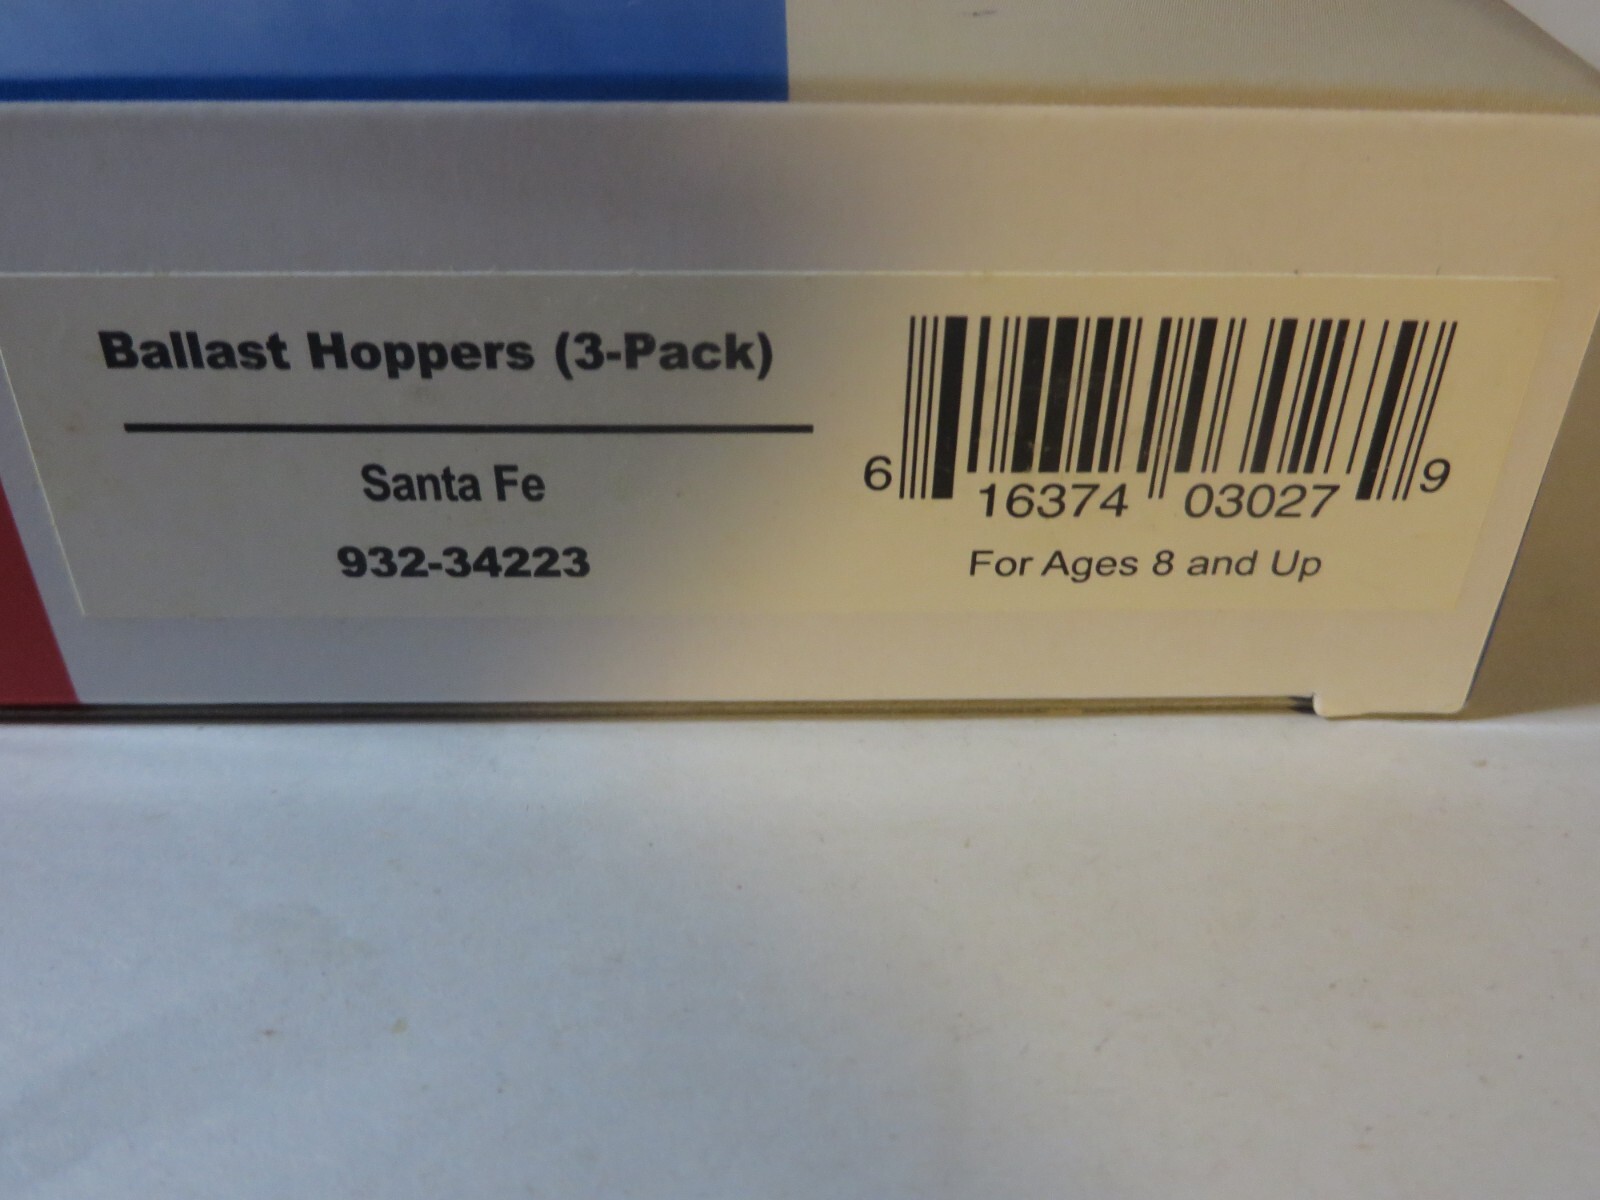 Ballast Hoppers (3-Pack)
Santa Fe
932-34223
6 16374 03027 9
For Ages 8 and Up